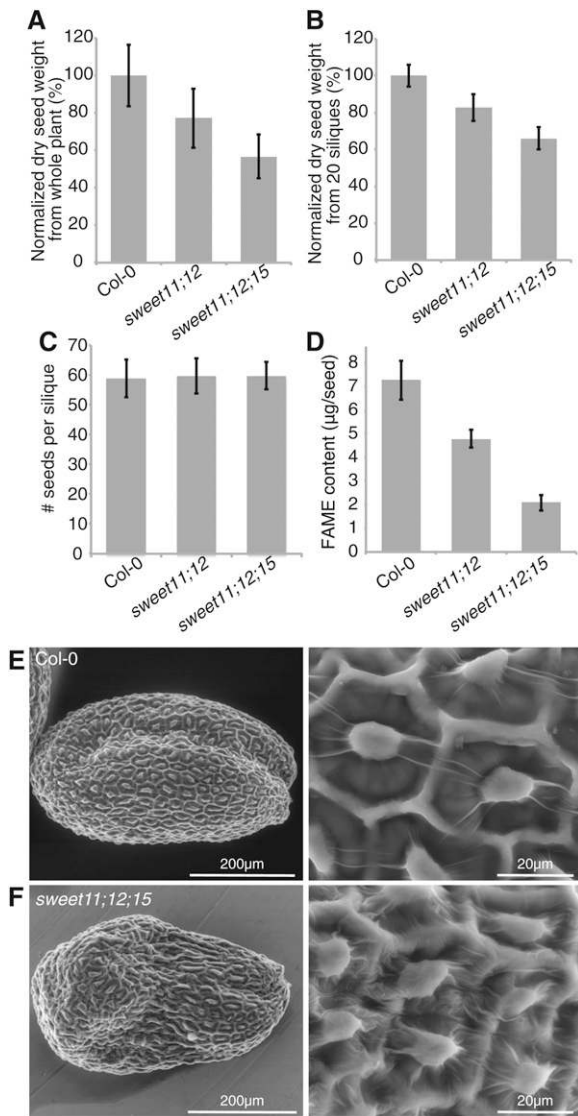 A
Normalized dry seed weight
from whole plant (%)
120
100
80
60
40
20
0
Col-0
sweet11;12
sweet11;12;15
B
Normalized dry seed weight
from 20 siliques (%)
120
100
80
60
40
20
0
Col-0
sweet11;12
sweet11;12;15
C
# seeds per silique
70
60
50
40
30
20
10
0
Col-0
sweet11;12
sweet11;12;15
D
FAME content (µg/seed)
8
7
6
5
4
3
2
1
0
Col-0
sweet11;12
sweet11;12;15
E
Col-0
200µm
20µm
F
sweet11;12;15
200µm
20µm